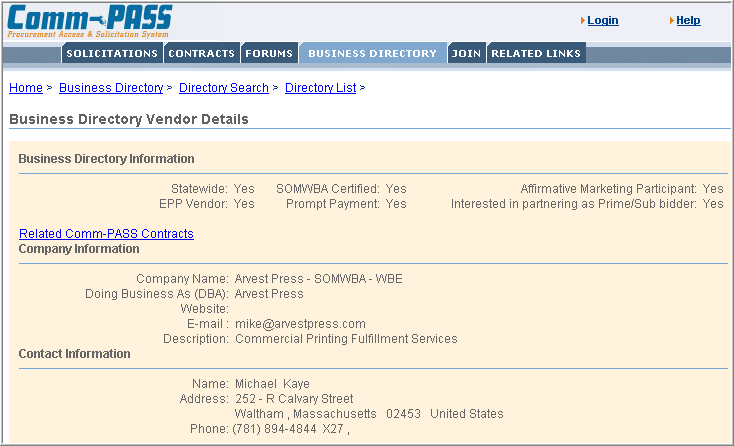 Comm-PASS
Procurement Access & Solicitation System
Login Help
SOLICITATIONS CONTRACTS FORUMS BUSINESS DIRECTORY JOIN RELATED LINKS
Home > Business Directory > Directory Search > Directory List >
Business Directory Vendor Details
Business Directory Information
Statewide: Yes SOMWBA Certified: Yes Affirmative Marketing Participant: Yes
EPP Vendor: Yes Prompt Payment: Yes Interested in partnering as Prime/Sub bidder: Yes
Related Comm-PASS Contracts
Company Information
Company Name: Arvest Press - SOMWBA - WBE
Doing Business As (DBA): Arvest Press
Website:
E-mail : mike@arvestpress.com
Description: Commercial Printing Fulfillment Services
Contact Information
Name: Michael Kaye
Address: 252 - R Calvary Street
Waltham , Massachusetts 02453 United States
Phone: (781) 894-4844 X27 ,